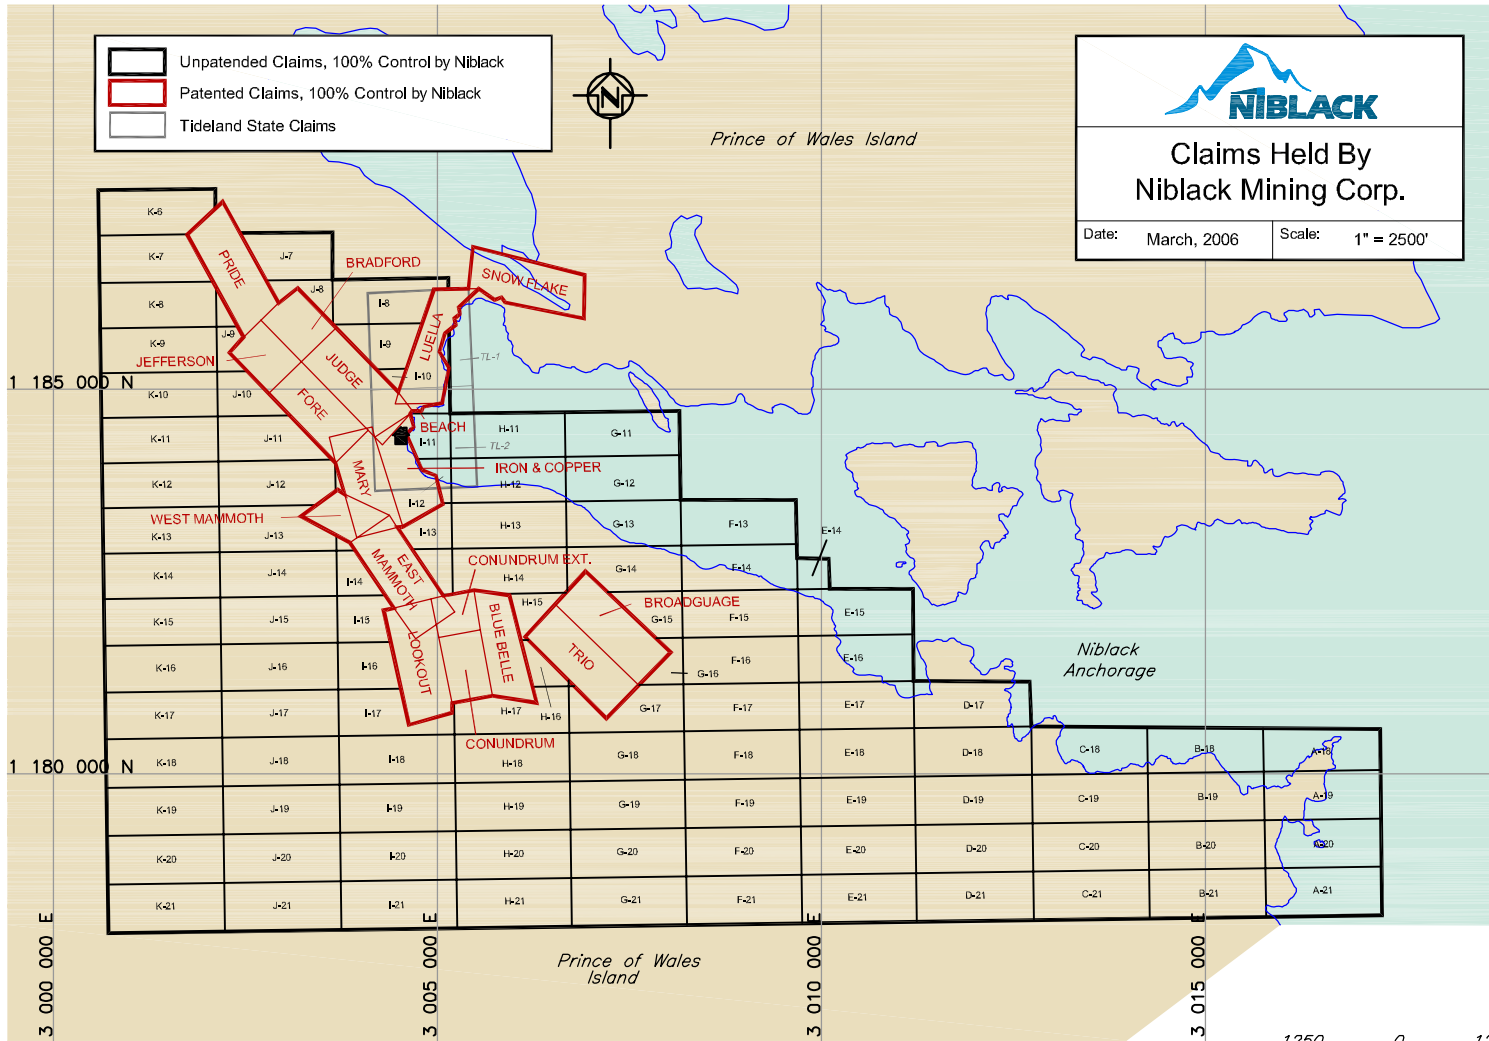 Unpatended Claims, 100% Control by Niblack
Patented Claims, 100% Control by Niblack
Tideland State Claims
N
Prince of Wales Island
NIBLACK
Claims Held By
Niblack Mining Corp.
Date: March, 2006 Scale: 1" = 2500'
K-6
K-7
PRIDE
J-7
BRADFORD
SNOW FLAKE
K-8
J-8
I-8
K-9
J-9
I-9
LUELLA
TL-1
JEFFERSON
JUDGE
I-10
1 185 000 N
K-10
J-10
FORE
BEACH
K-11
J-11
I-11
H-11
G-11
TL-2
MARY
IRON & COPPER
K-12
J-12
I-12
H-12
G-12
WEST MAMMOTH
K-13
J-13
I-13
H-13
G-13
F-13
E-14
EAST
MAMMOTH
CONUNDRUM EXT.
K-14
J-14
I-14
H-14
G-14
F-14
H-15
BROADGUAGE
BLUE BELLE
K-15
J-15
I-15
G-15
F-15
E-15
LOOKOUT
TRIO
K-16
J-16
I-16
H-16
G-16
F-16
E-16
Niblack
Anchorage
K-17
J-17
I-17
H-17
G-17
F-17
E-17
D-17
CONUNDRUM
1 180 000 N
K-18
J-18
I-18
H-18
G-18
F-18
E-18
D-18
C-18
B-18
A-18
K-19
J-19
I-19
H-19
G-19
F-19
E-19
D-19
C-19
B-19
A-19
K-20
J-20
I-20
H-20
G-20
F-20
E-20
D-20
C-20
B-20
A-20
K-21
J-21
I-21
H-21
G-21
F-21
E-21
D-21
C-21
B-21
A-21
3 000 000 E
3 005 000 E
3 010 000 E
3 015 000 E
Prince of Wales
Island
1250 0